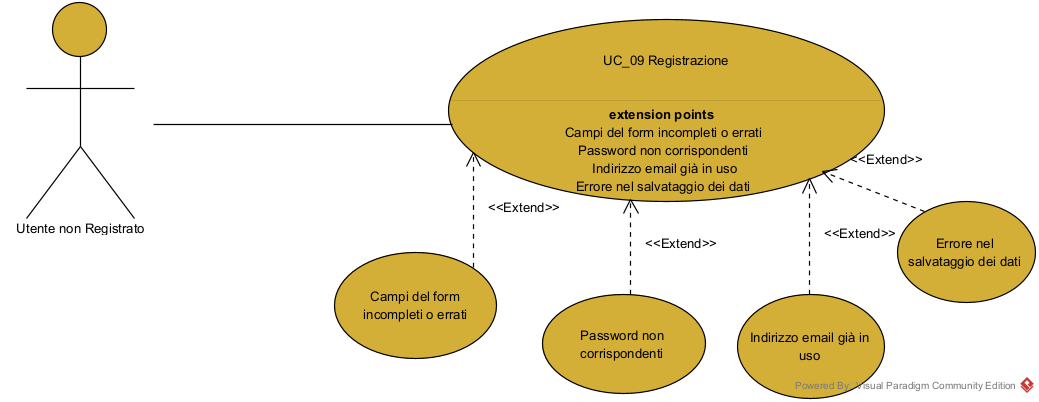 UC_09 Registrazione
extension points
Campi del form incompleti o errati
Password non corrispondenti
Indirizzo email già in uso
Errore nel salvataggio dei dati
<<Extend>>
<<Extend>>
<<Extend>>
<<Extend>>
Utente non Registrato
Errore nel
salvataggio dei dati
Campi del form
incompleti o errati
Password non
corrispondenti
Indirizzo email già in
uso
Powered By Visual Paradigm Community Edition